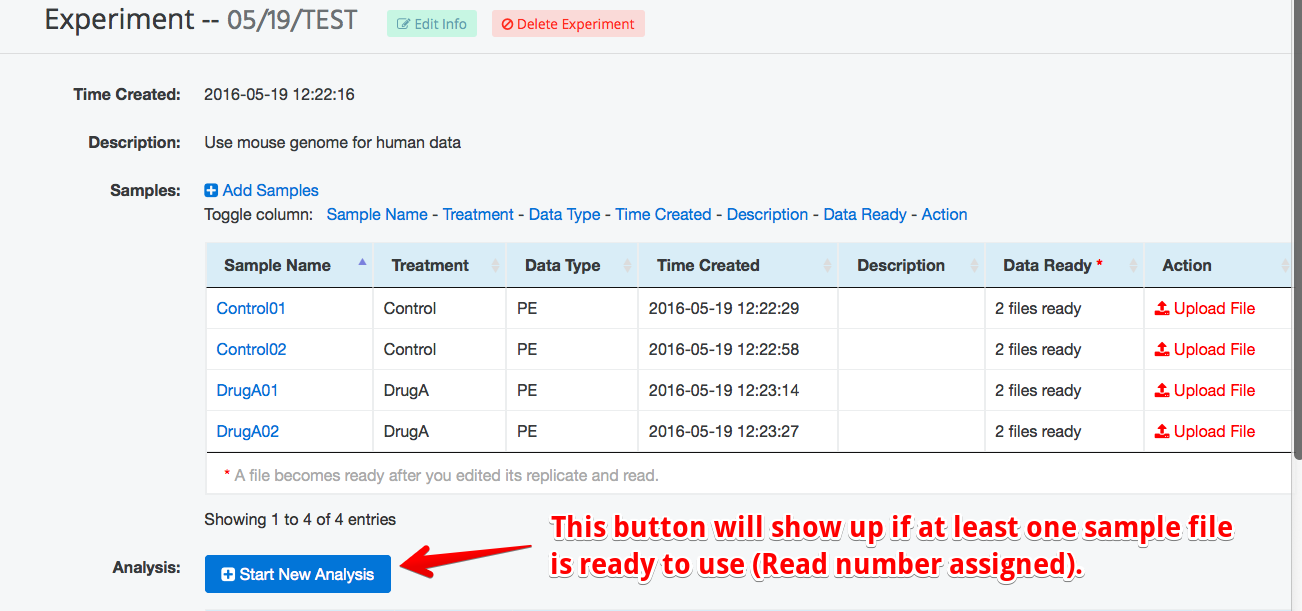 Experiment -- 05/19/TEST Edit Info Delete Experiment
Time Created: 2016-05-19 12:22:16
Description: Use mouse genome for human data
Samples: Add Samples
Toggle column: Sample Name - Treatment - Data Type - Time Created - Description - Data Ready - Action
Sample Name Treatment Data Type Time Created Description Data Ready * Action
Control01 Control PE 2016-05-19 12:22:29 2 files ready Upload File
Control02 Control PE 2016-05-19 12:22:58 2 files ready Upload File
DrugA01 DrugA PE 2016-05-19 12:23:14 2 files ready Upload File
DrugA02 DrugA PE 2016-05-19 12:23:27 2 files ready Upload File
* A file becomes ready after you edited its replicate and read.
Showing 1 to 4 of 4 entries
This button will show up if at least one sample file
is ready to use (Read number assigned).
Analysis: Start New Analysis